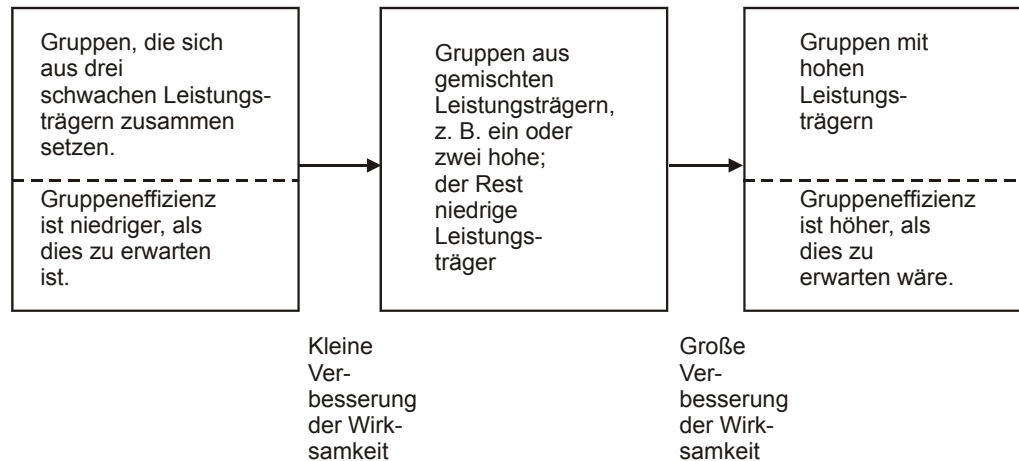 Gruppen, die sich
aus drei
schwachen Leistungs-
trägern zusammen
setzen.
Gruppeneffizienz
ist niedriger, als
dies zu erwarten
ist.
Gruppen aus
gemischten
Leistungsträgern,
z. B. ein oder
zwei hohe;
der Rest
niedrige
Leistungs-
träger
Gruppen mit
hohen
Leistungs-
trägern
Gruppeneffizienz
ist höher, als
dies zu
erwarten wäre.
Kleine
Ver-
besserung
der Wirk-
samkeit
Große
Ver-
besserung
der Wirk-
samkeit